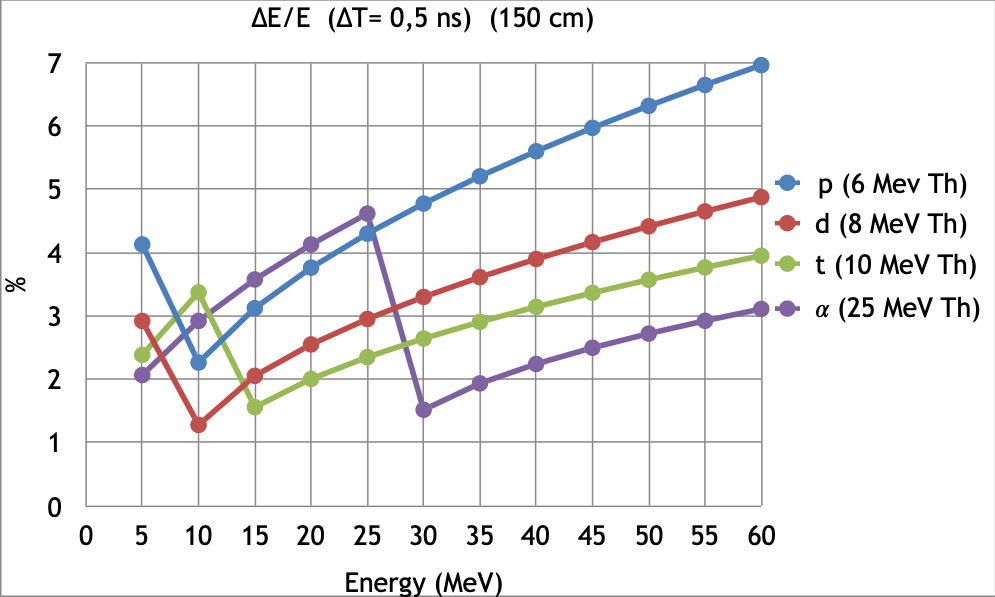 ΔE/E (ΔT= 0,5 ns) (150 cm)
7
6
5
4
3
2
1
0
%
0 5 10 15 20 25 30 35 40 45 50 55 60
Energy (MeV)
p (6 Mev Th)
d (8 MeV Th)
t (10 MeV Th)
α (25 MeV Th)